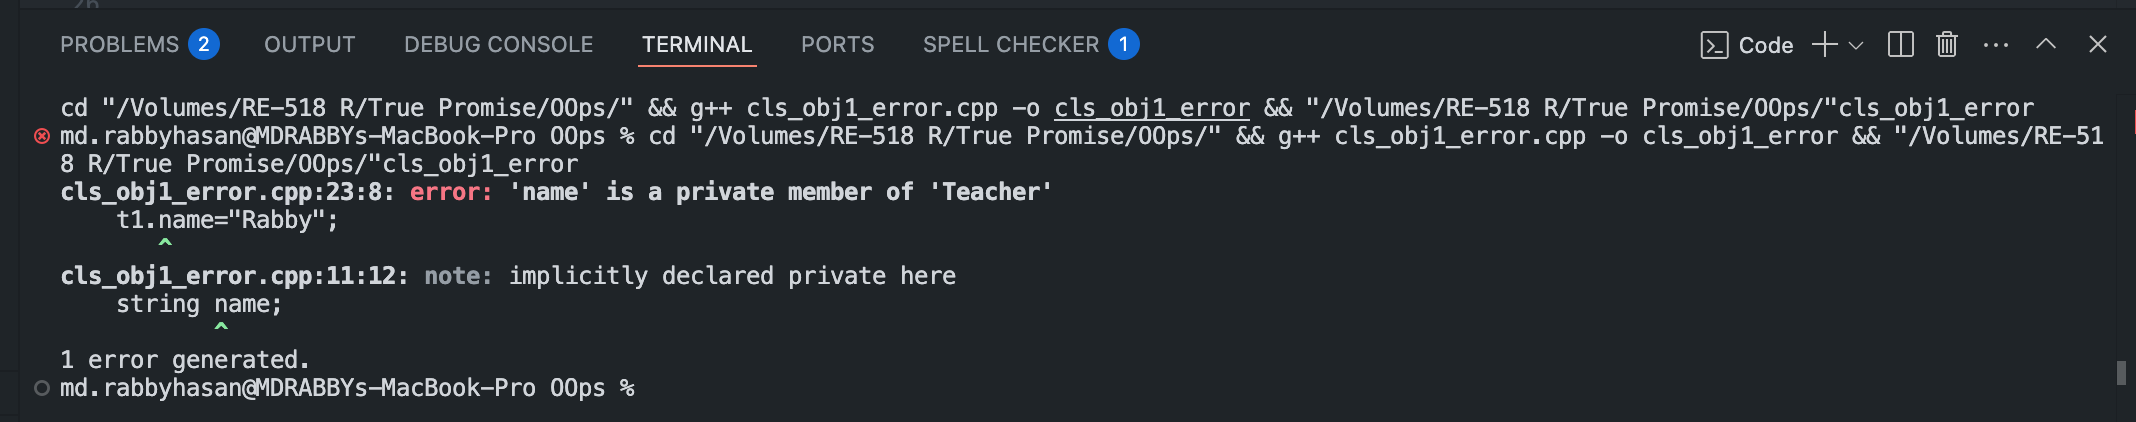 PROBLEMS 2 OUTPUT DEBUG CONSOLE TERMINAL PORTS SPELL CHECKER 1 Code
cd "/Volumes/RE-518 R/True Promise/OOps/" && g++ cls_obj1_error.cpp -o cls_obj1_error && "/Volumes/RE-518 R/True Promise/OOps/"cls_obj1_error
md.rabbyhasan@MDRABBYs-MacBook-Pro OOps % cd "/Volumes/RE-518 R/True Promise/OOps/" && g++ cls_obj1_error.cpp -o cls_obj1_error && "/Volumes/RE-51
8 R/True Promise/OOps/"cls_obj1_error
cls_obj1_error.cpp:23:8: error: 'name' is a private member of 'Teacher'
    t1.name="Rabby";
       ^
cls_obj1_error.cpp:11:12: note: implicitly declared private here
    string name;
           ^
1 error generated.
md.rabbyhasan@MDRABBYs-MacBook-Pro OOps %